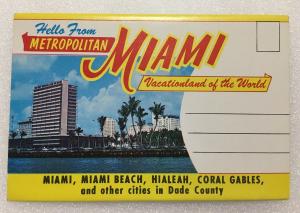 Hello From
METROPOLITAN
MIAMI
Vacationland of the World
MIAMI, MIAMI BEACH, HIALEAH, CORAL GABLES,
and other cities in Dade County